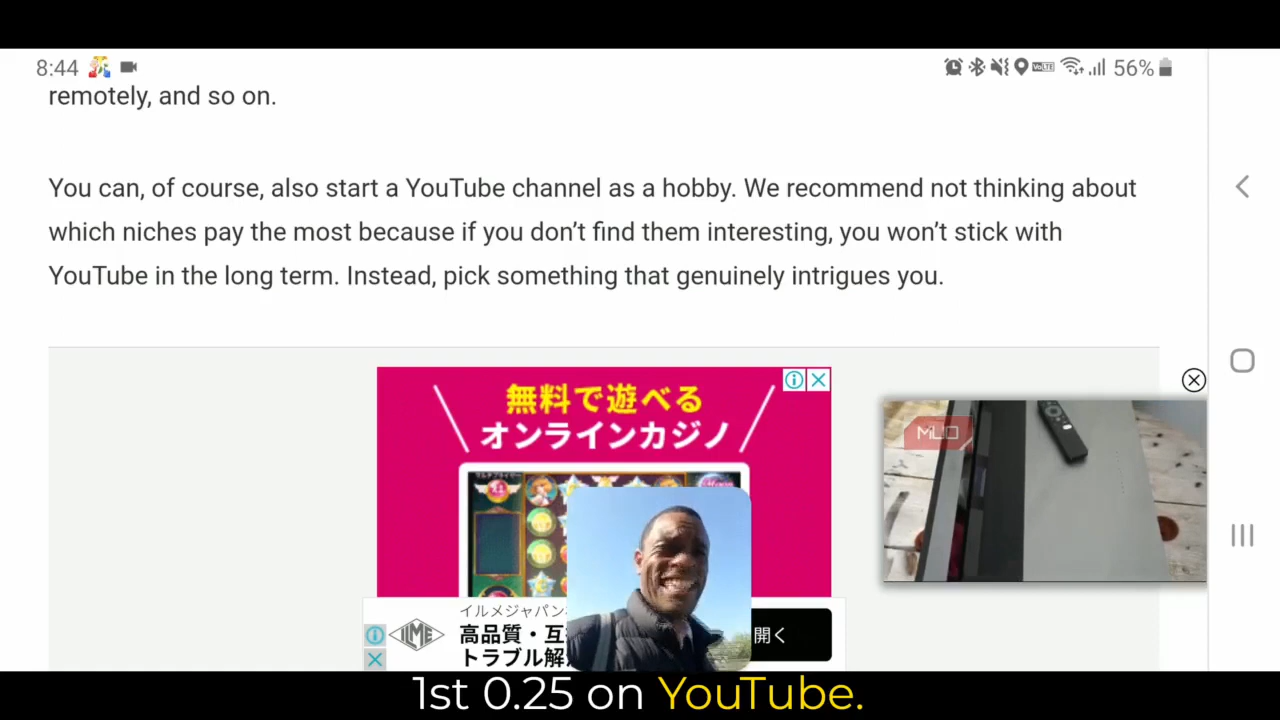 8:44
VoLTE
56%
remotely, and so on.
You can, of course, also start a YouTube channel as a hobby. We recommend not thinking about
which niches pay the most because if you don’t find them interesting, you won’t stick with
YouTube in the long term. Instead, pick something that genuinely intrigues you.
無料で遊べる
オンラインカジノ
MUO
イルメジャパン
ILME
高品質・互
トラブル解
開く
1st 0.25 on YouTube.